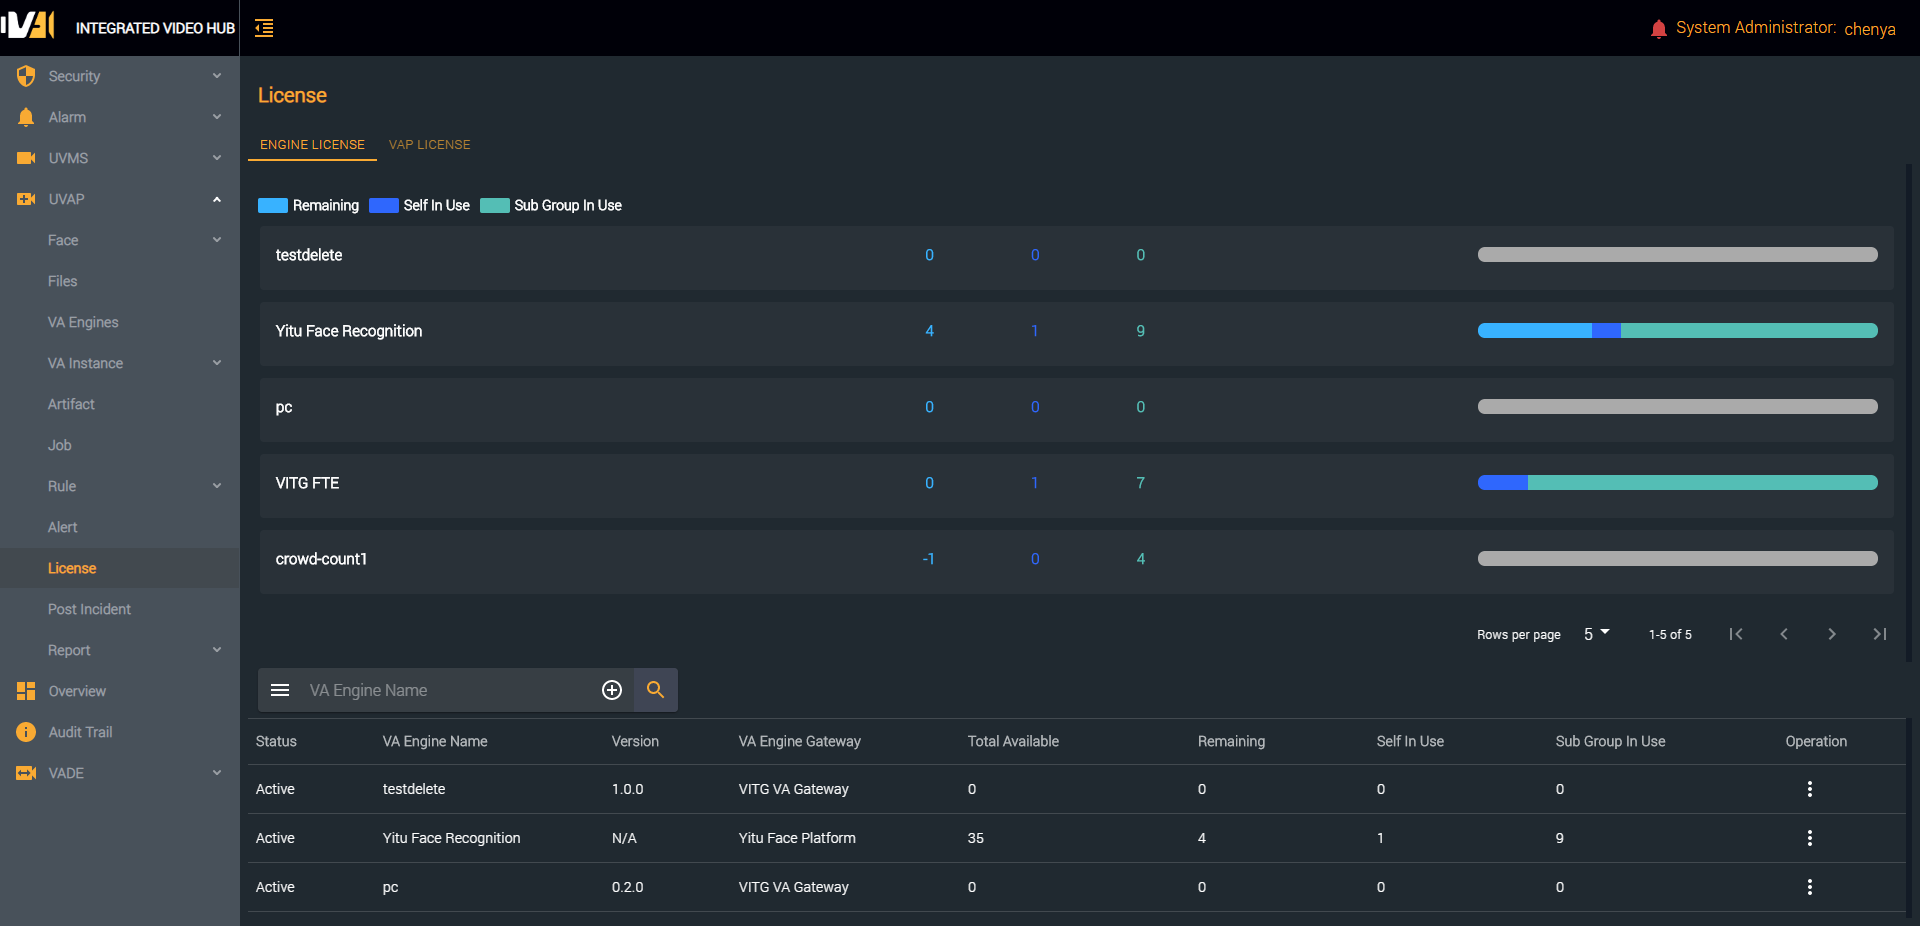 IVH INTEGRATED VIDEO HUB
System Administrator: chenya
Security
Alarm
UVMS
UVAP
Face
Files
VA Engines
VA Instance
Artifact
Job
Rule
Alert
License
Post Incident
Report
Overview
Audit Trail
VADE
License
ENGINE LICENSE VAP LICENSE
Remaining Self In Use Sub Group In Use
testdelete 0 0 0
Yitu Face Recognition 4 1 9
pc 0 0 0
VITG FTE 0 1 7
crowd-count1 -1 0 4
Rows per page 5 1-5 of 5
VA Engine Name
Status VA Engine Name Version VA Engine Gateway Total Available Remaining Self In Use Sub Group In Use Operation
Active testdelete 1.0.0 VITG VA Gateway 0 0 0 0
Active Yitu Face Recognition N/A Yitu Face Platform 35 4 1 9
Active pc 0.2.0 VITG VA Gateway 0 0 0 0